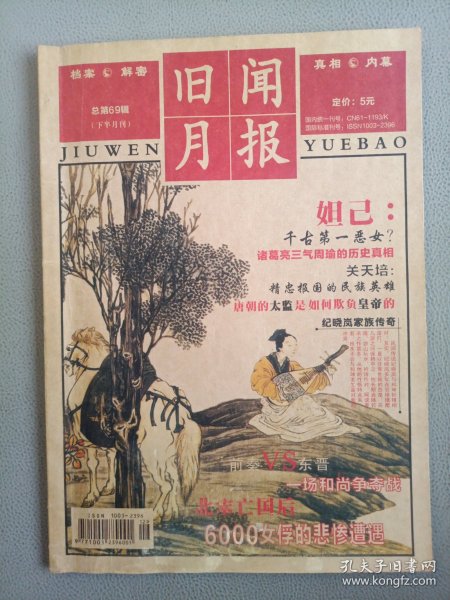 档案 解密
旧闻
月报
真相 内幕
总第69辑
(下半月刊)
定价：5元
国内统一刊号：CN61-1193/K
国际标准刊号：ISSN1003-2396
JIUWEN YUEBAO
妲己：
千古第一恶女?
诸葛亮三气周瑜的历史真相
关天培：
精忠报国的民族英雄
唐朝的太监是如何欺负皇帝的
纪晓岚家族传奇
前秦VS东晋
一场和尚争夺战
北宋亡国后
6000女俘的悲惨遭遇
ISSN 1003-2396
9771003239605
孔夫子旧书网